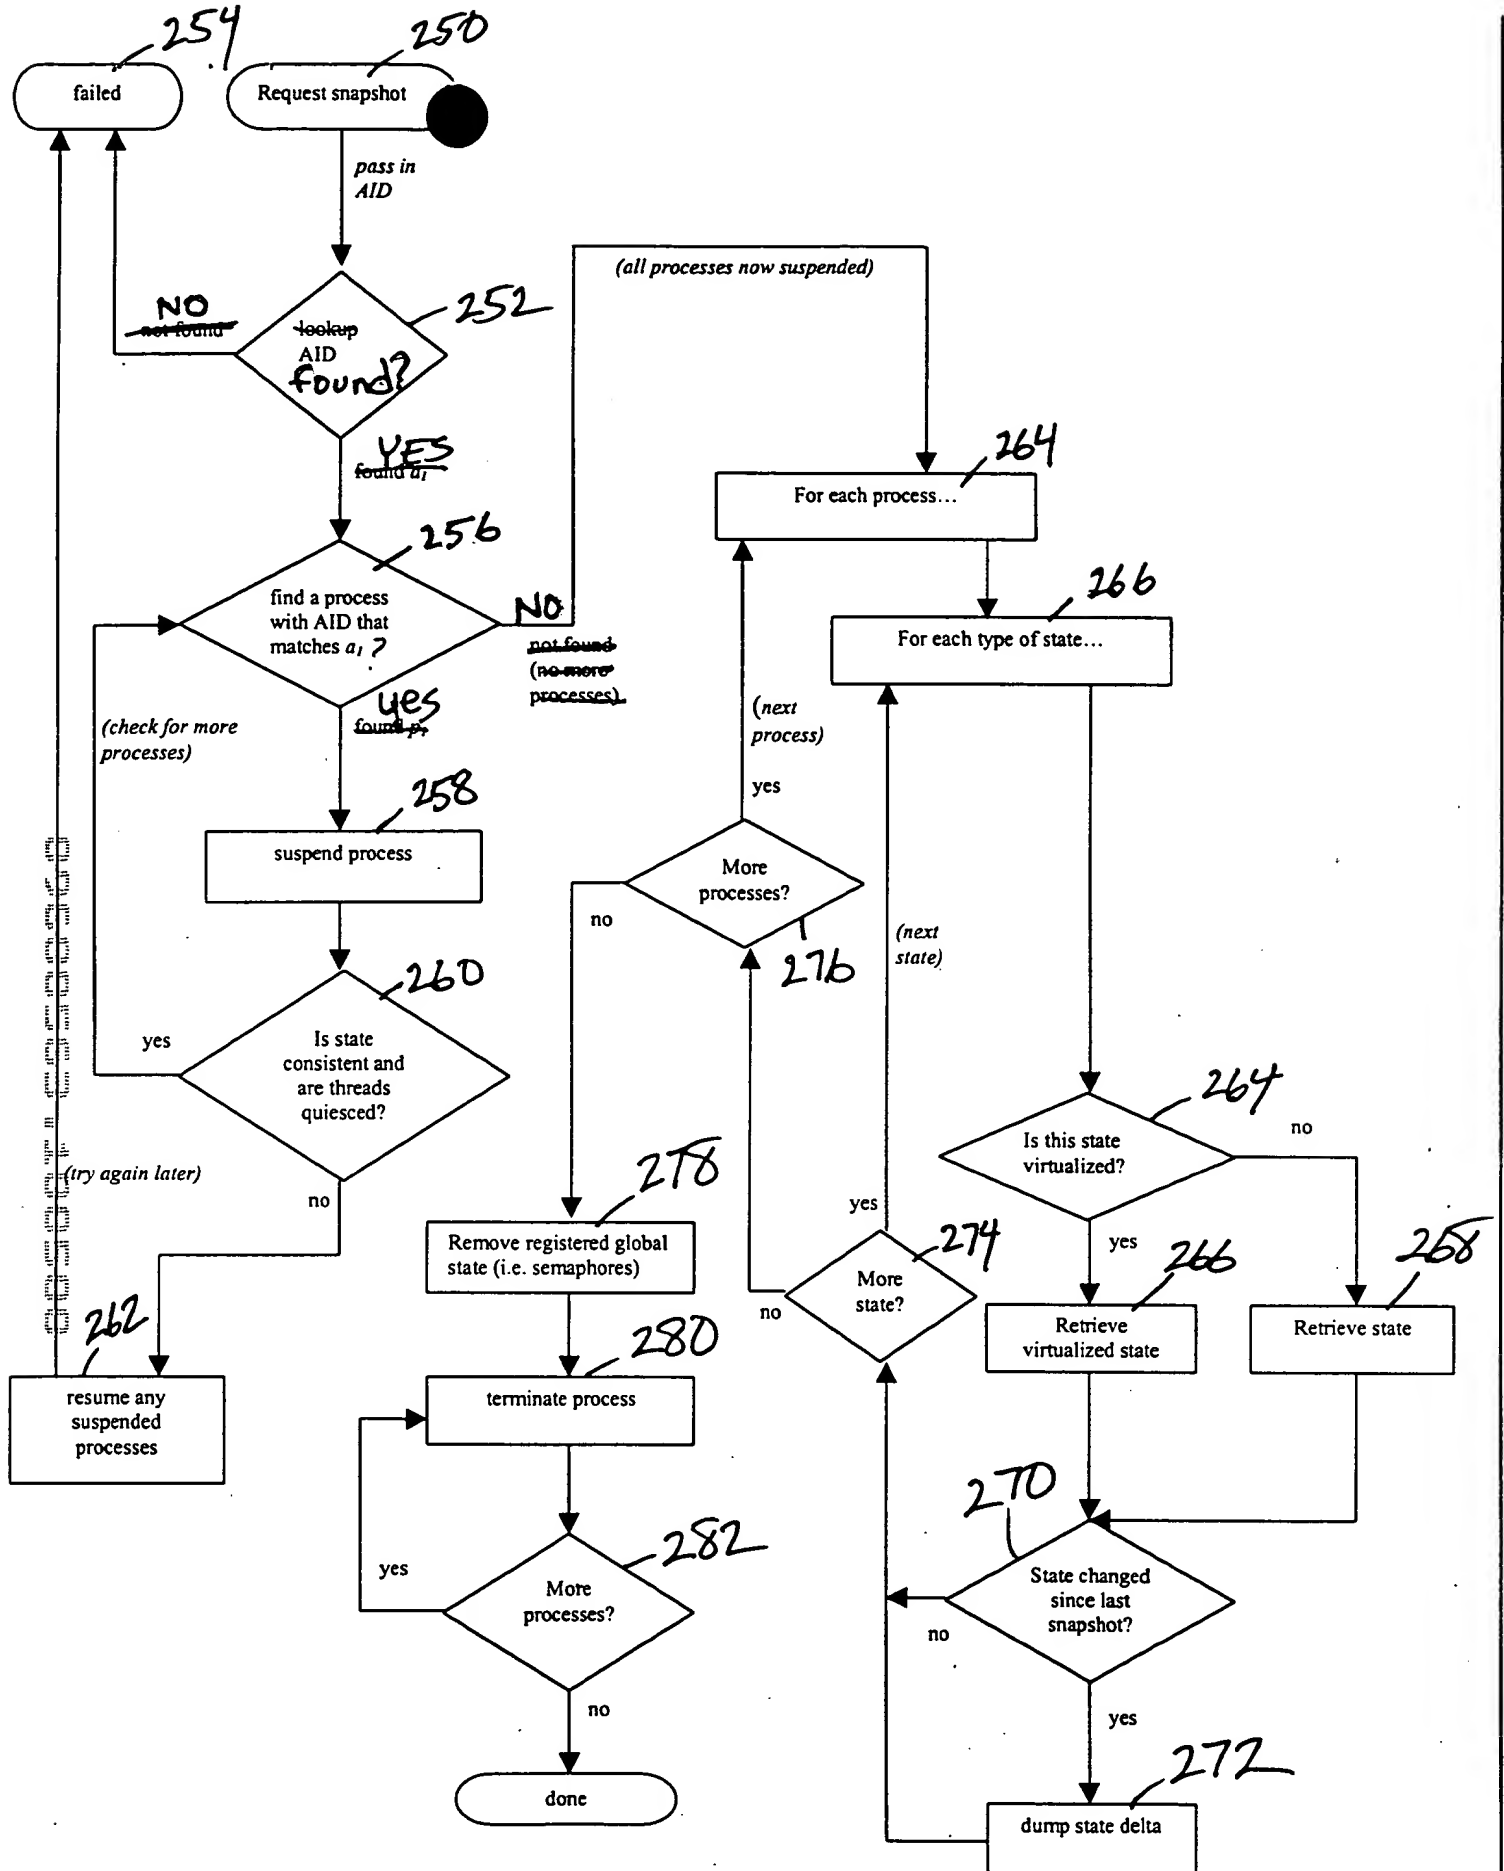 254
250
failed
Request snapshot
pass in
AID
252
NO
not found
lookup
AID
found?
(all processes now suspended)
YES
found a1
264
For each process…
256
find a process
with AID that
matches a1 ?
NO
not found
(no more
processes)
266
For each type of state…
yes
found p1
(check for more
processes)
(next
process)
yes
258
suspend process
More
processes?
no
276
(next
state)
260
Is state
consistent and
are threads
quiesced?
yes
no
(try again later)
264
Is this state
virtualized?
no
yes
278
Remove registered global
state (i.e. semaphores)
yes
274
More
state?
no
266
Retrieve
virtualized state
268
Retrieve state
262
resume any
suspended
processes
280
terminate process
270
State changed
since last
snapshot?
no
yes
282
More
processes?
yes
no
done
272
dump state delta